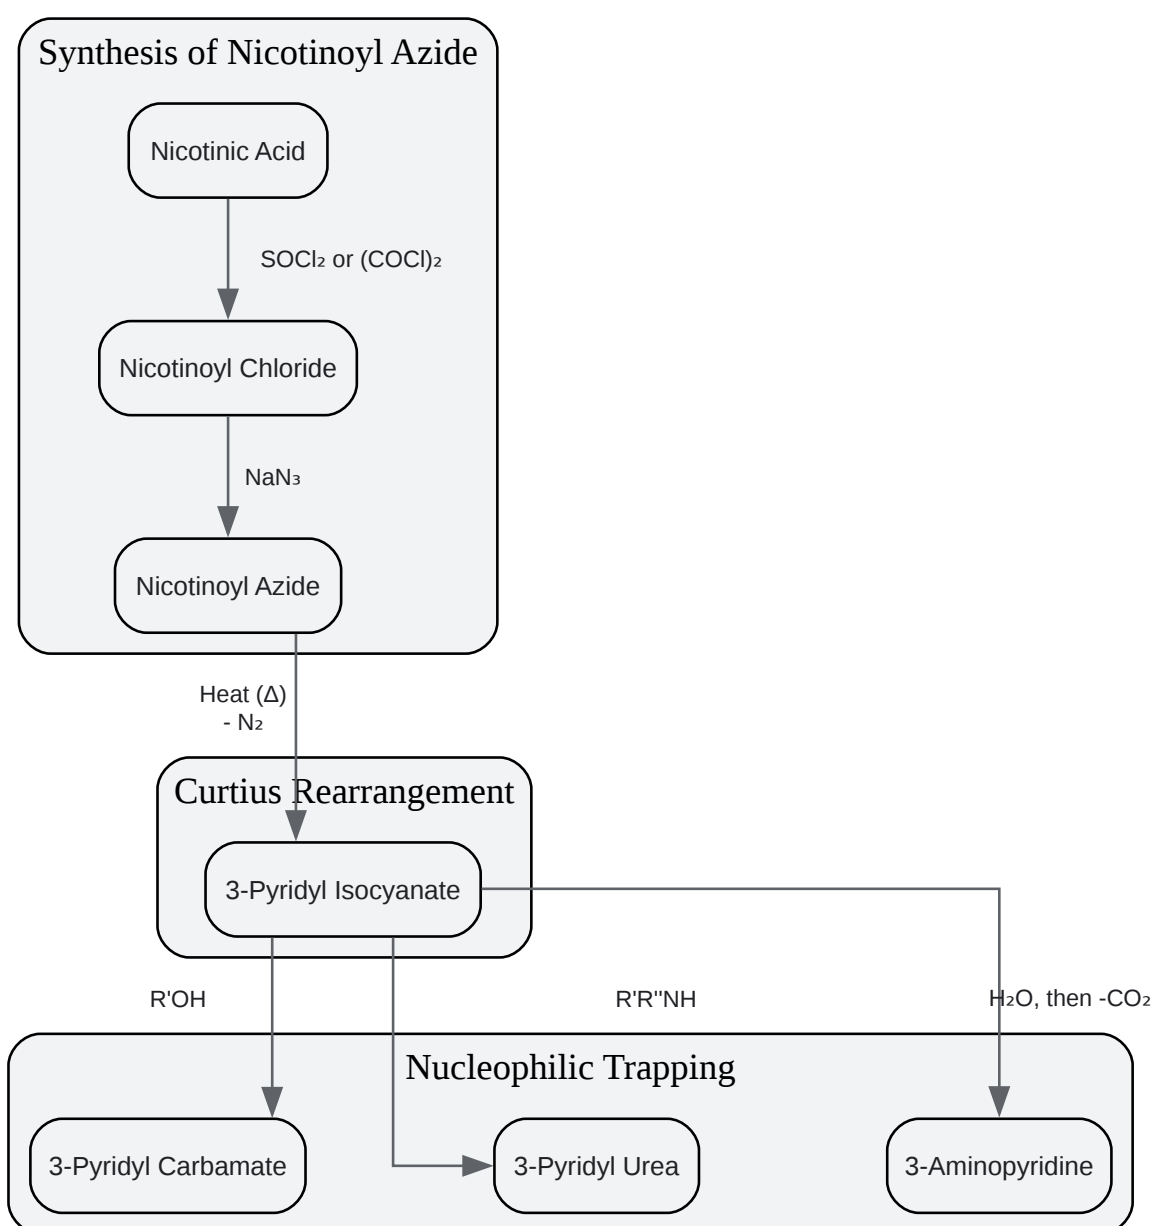 Synthesis of Nicotinoyl Azide
Nicotinic Acid
SOCl₂ or (COCl)₂
Nicotinoyl Chloride
NaN₃
Nicotinoyl Azide
Heat (Δ)
- N₂
Curtius Rearrangement
3-Pyridyl Isocyanate
R'OH
R'R"NH
H₂O, then -CO₂
Nucleophilic Trapping
3-Pyridyl Carbamate
3-Pyridyl Urea
3-Aminopyridine